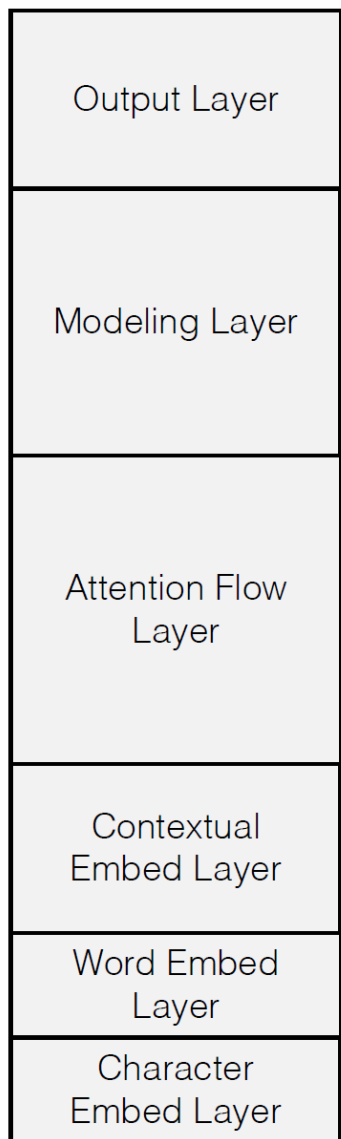 Output Layer
Modeling Layer
Attention Flow
Layer
Contextual
Embed Layer
Word Embed
Layer
Character
Embed Layer